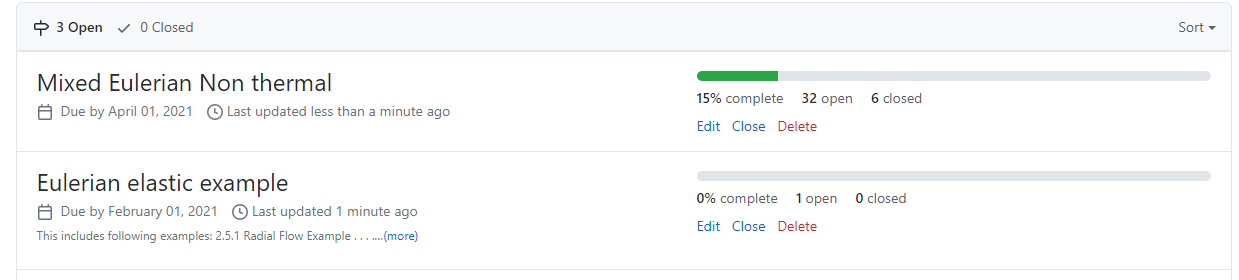 3 Open 0 Closed Sort
Mixed Eulerian Non thermal
Due by April 01, 2021 Last updated less than a minute ago
15% complete 32 open 6 closed
Edit Close Delete
Eulerian elastic example
Due by February 01, 2021 Last updated 1 minute ago
This includes following examples: 2.5.1 Radial Flow Example . . . ....(more)
0% complete 1 open 0 closed
Edit Close Delete